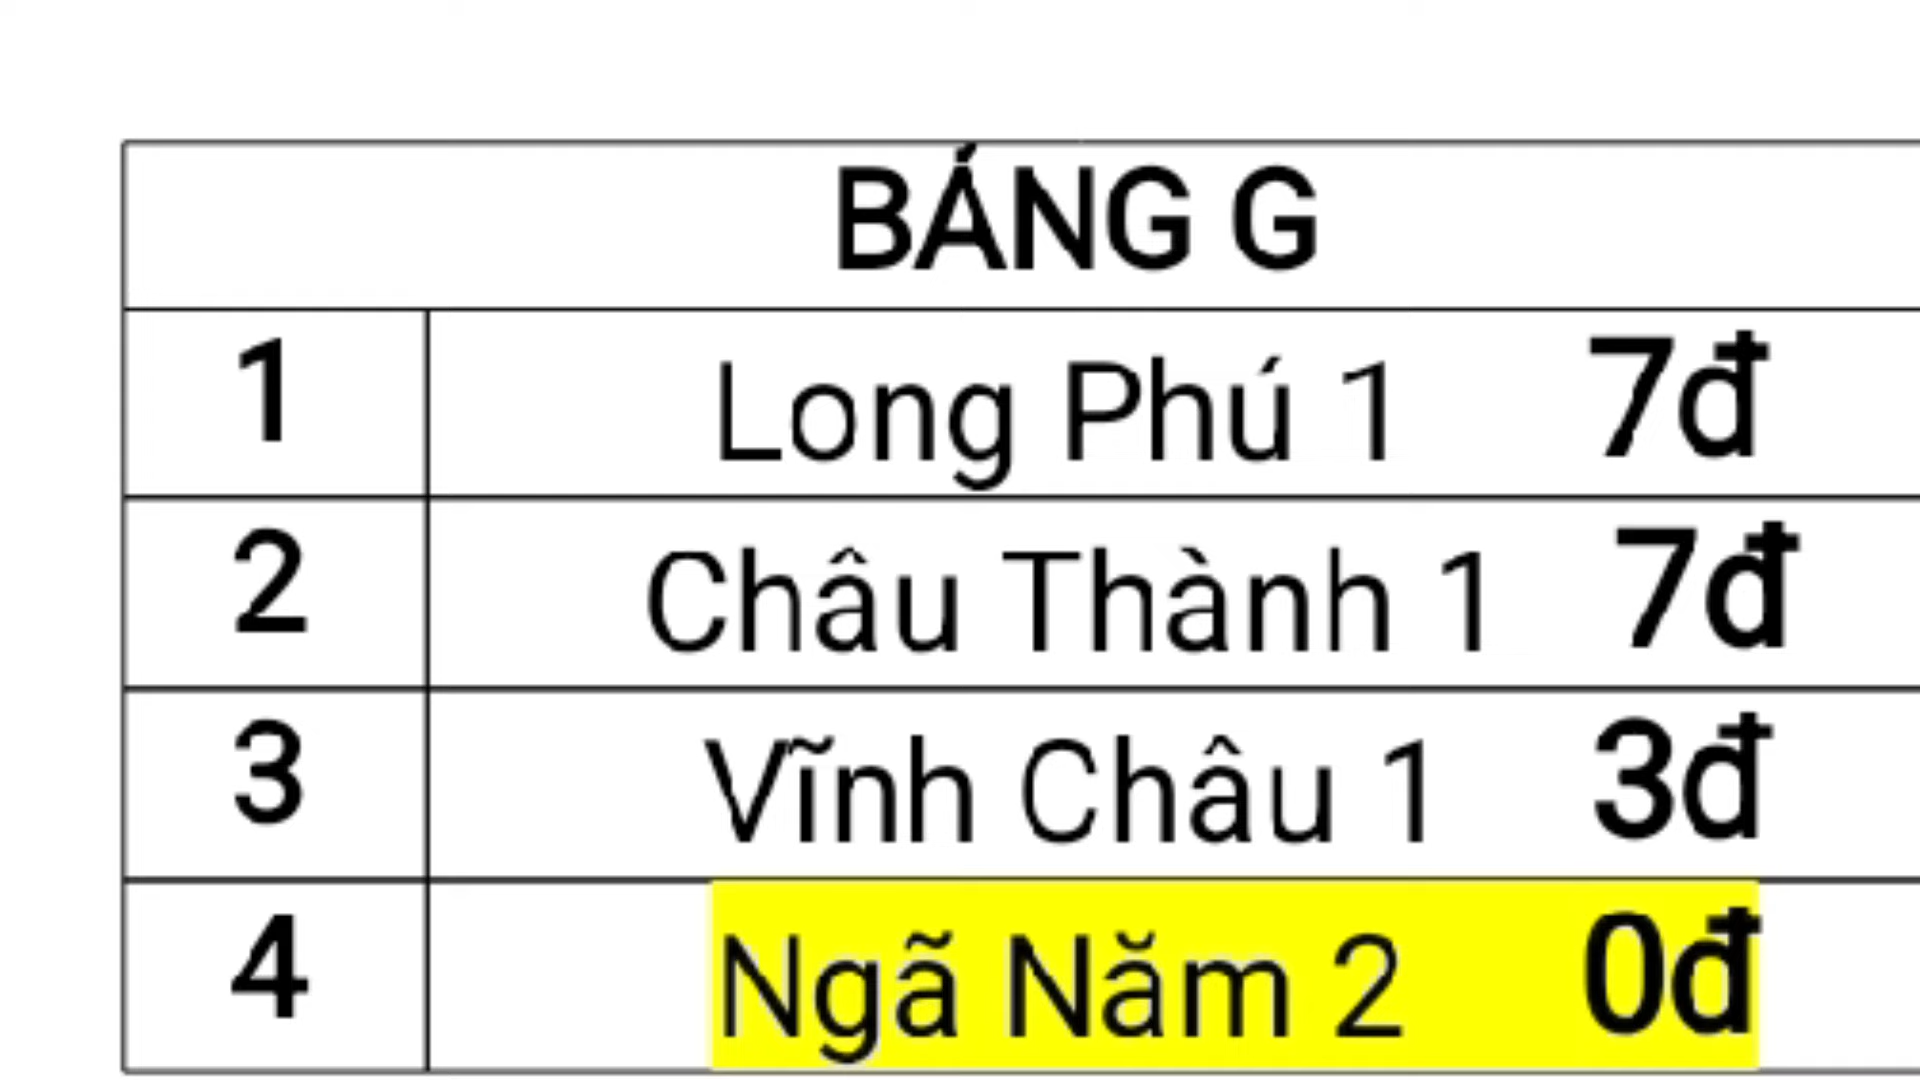 BẢNG G
1 Long Phú 1 7đ
2 Châu Thành 1 7đ
3 Vĩnh Châu 1 3đ
4 Ngã Năm 2 0đ